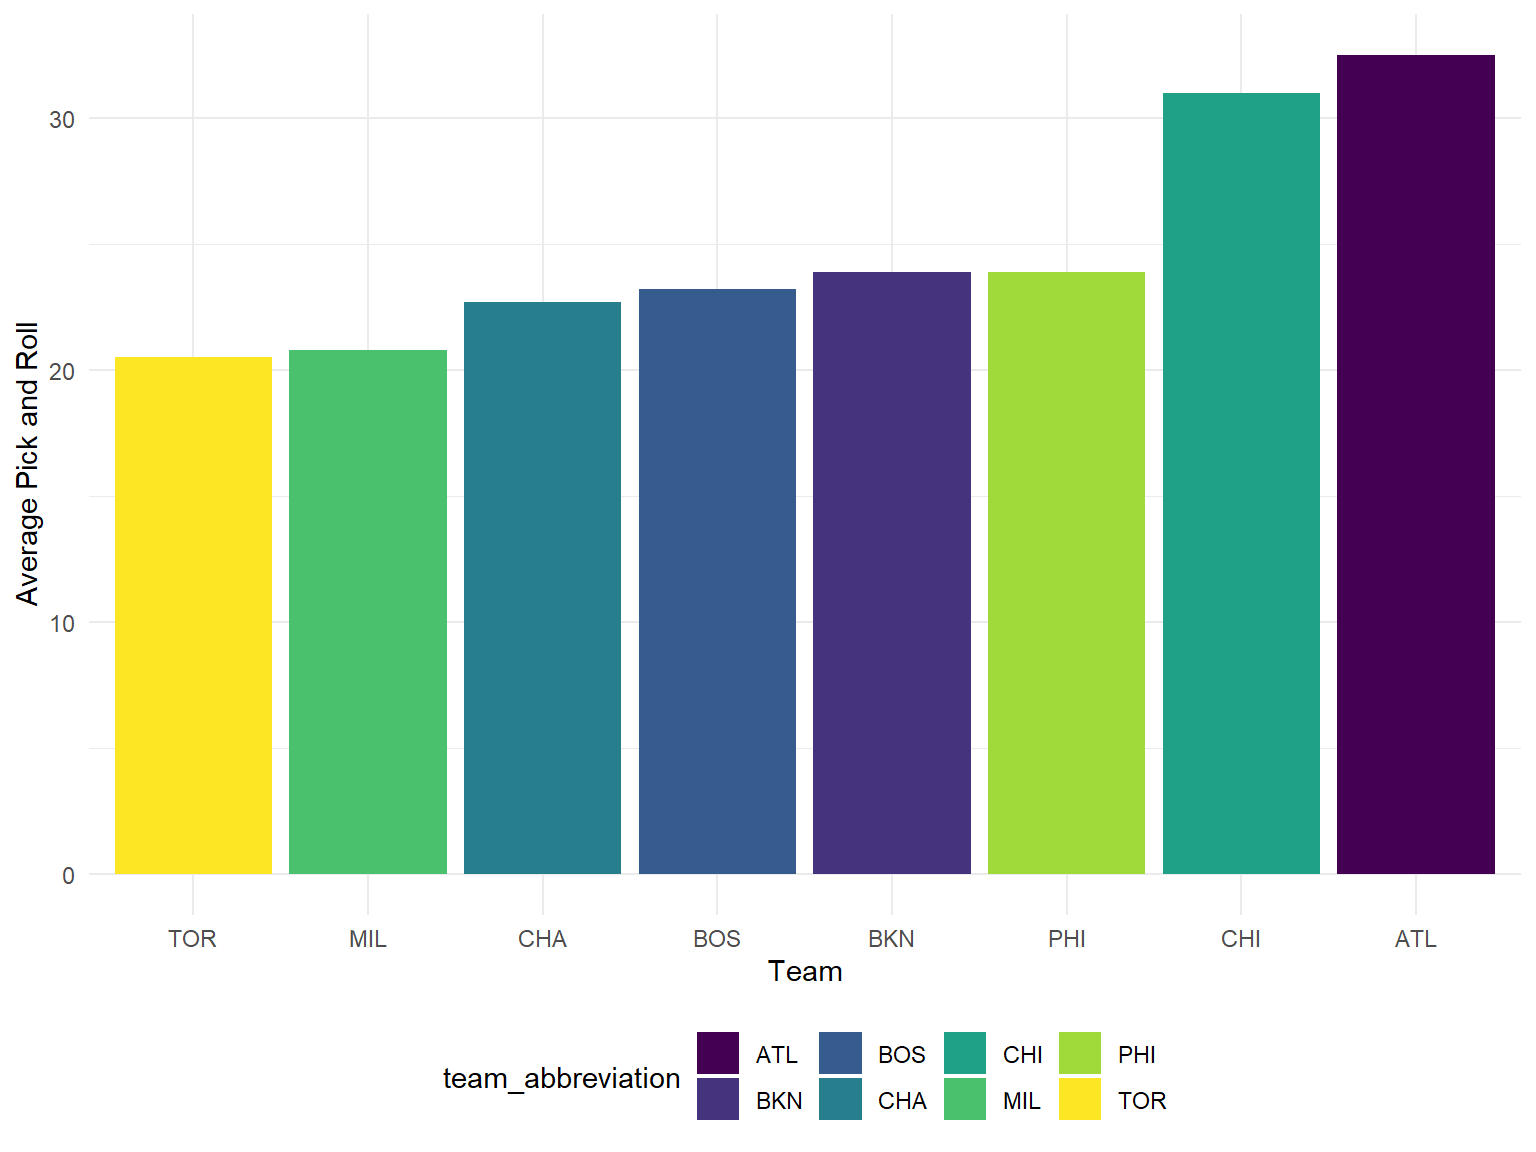 Average Pick and Roll
30
20
10
0
TOR MIL CHA BOS BKN PHI CHI ATL
Team
team_abbreviation
ATL BOS CHI PHI
BKN CHA MIL TOR